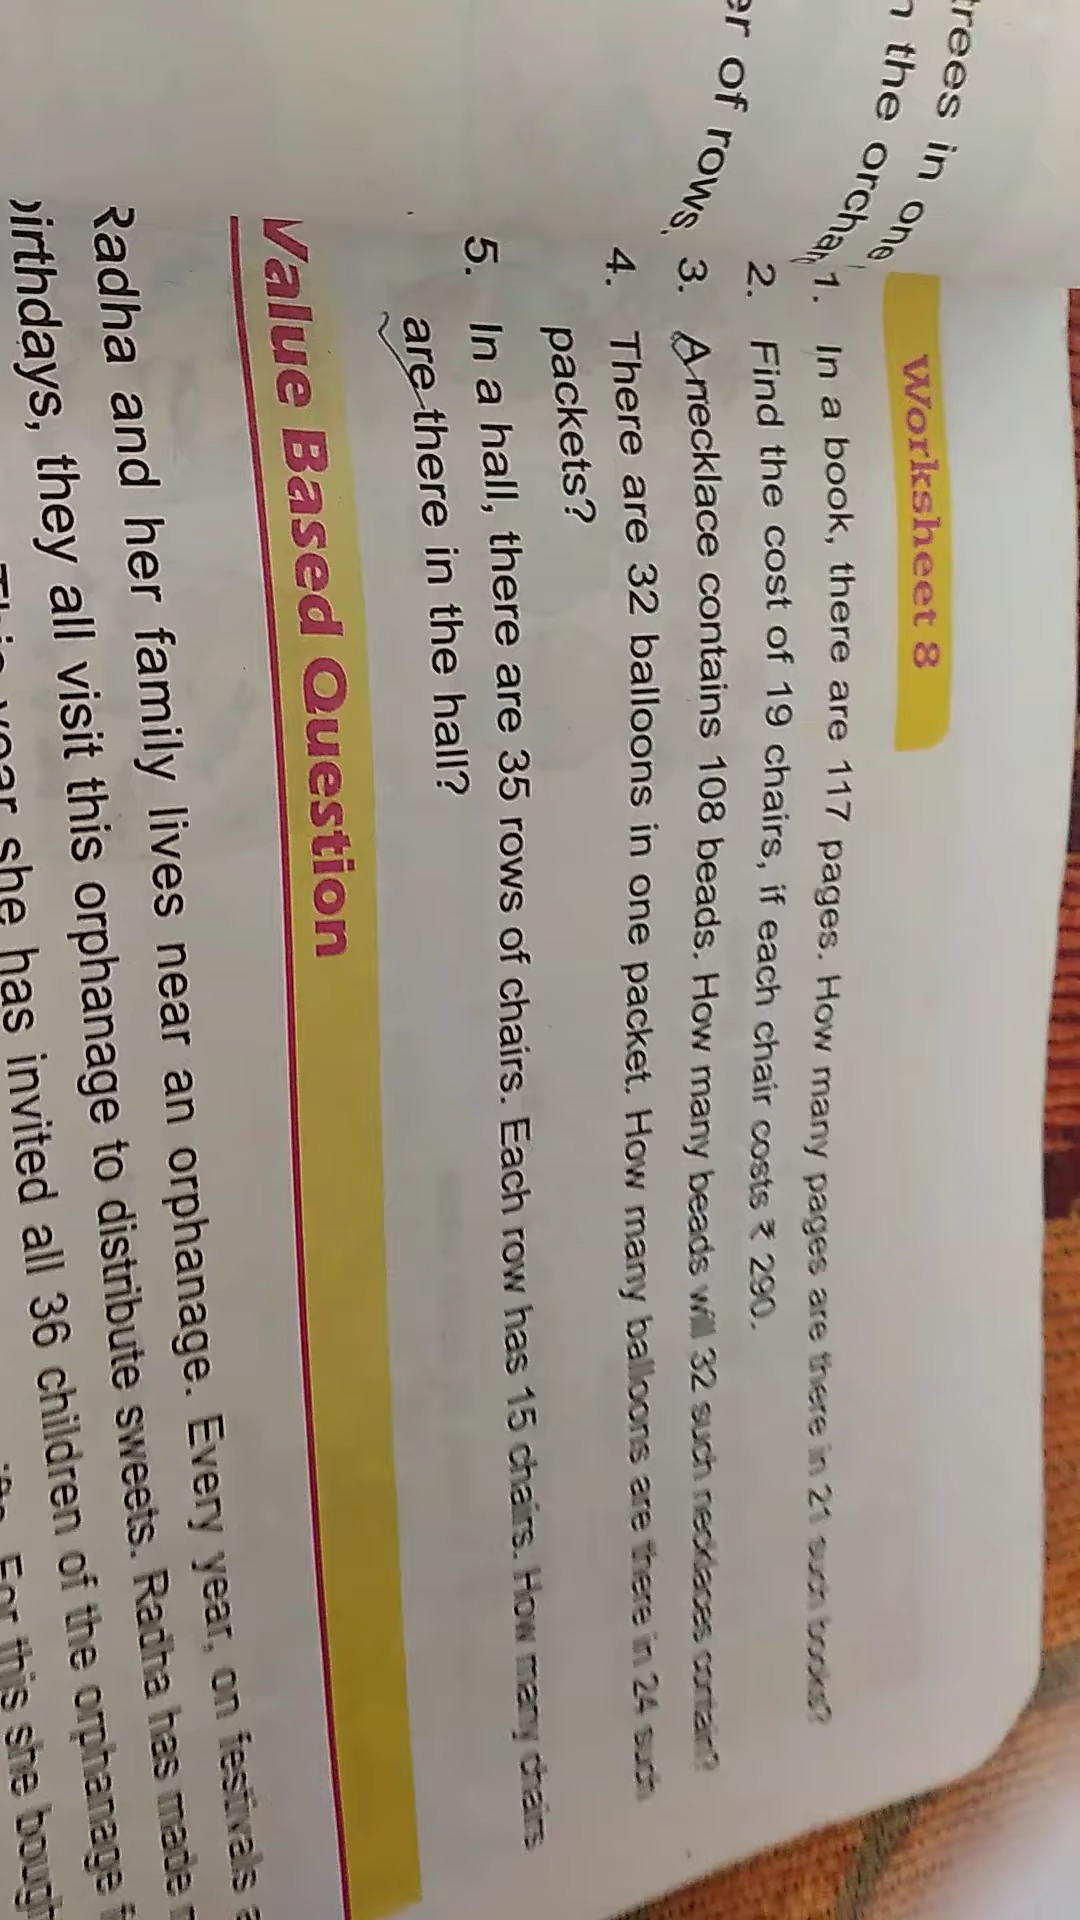 trees in one
n the orchar
er of rows.
Worksheet 8
1. In a book, there are 117 pages. How many pages are there in 21 such books?
2. Find the cost of 19 chairs, if each chair costs ₹ 290.
3. A necklace contains 108 beads. How many beads will 32 such necklaces contain?
4. There are 32 balloons in one packet. How many balloons are there in 24 such
packets?
5. In a hall, there are 35 rows of chairs. Each row has 15 chairs. How many chairs
are there in the hall?
Value Based Question
Radha and her family lives near an orphanage. Every year, on festivals a
birthdays, they all visit this orphanage to distribute sweets. Radha has made
year she has invited all 36 children of the orphanage
For this she bough